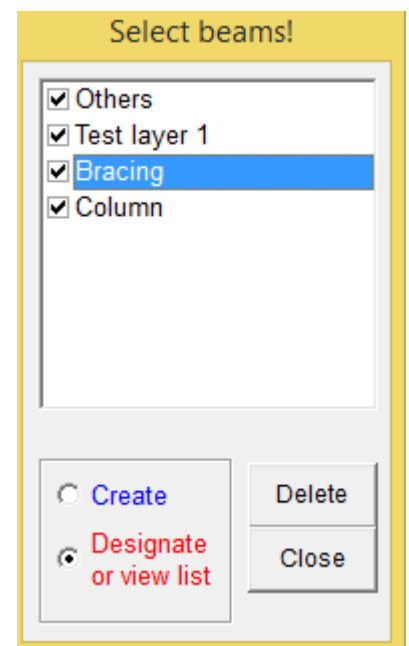 Select beams!
Others
Test layer 1
Bracing
Column
Create
Designate
or view list
Delete
Close